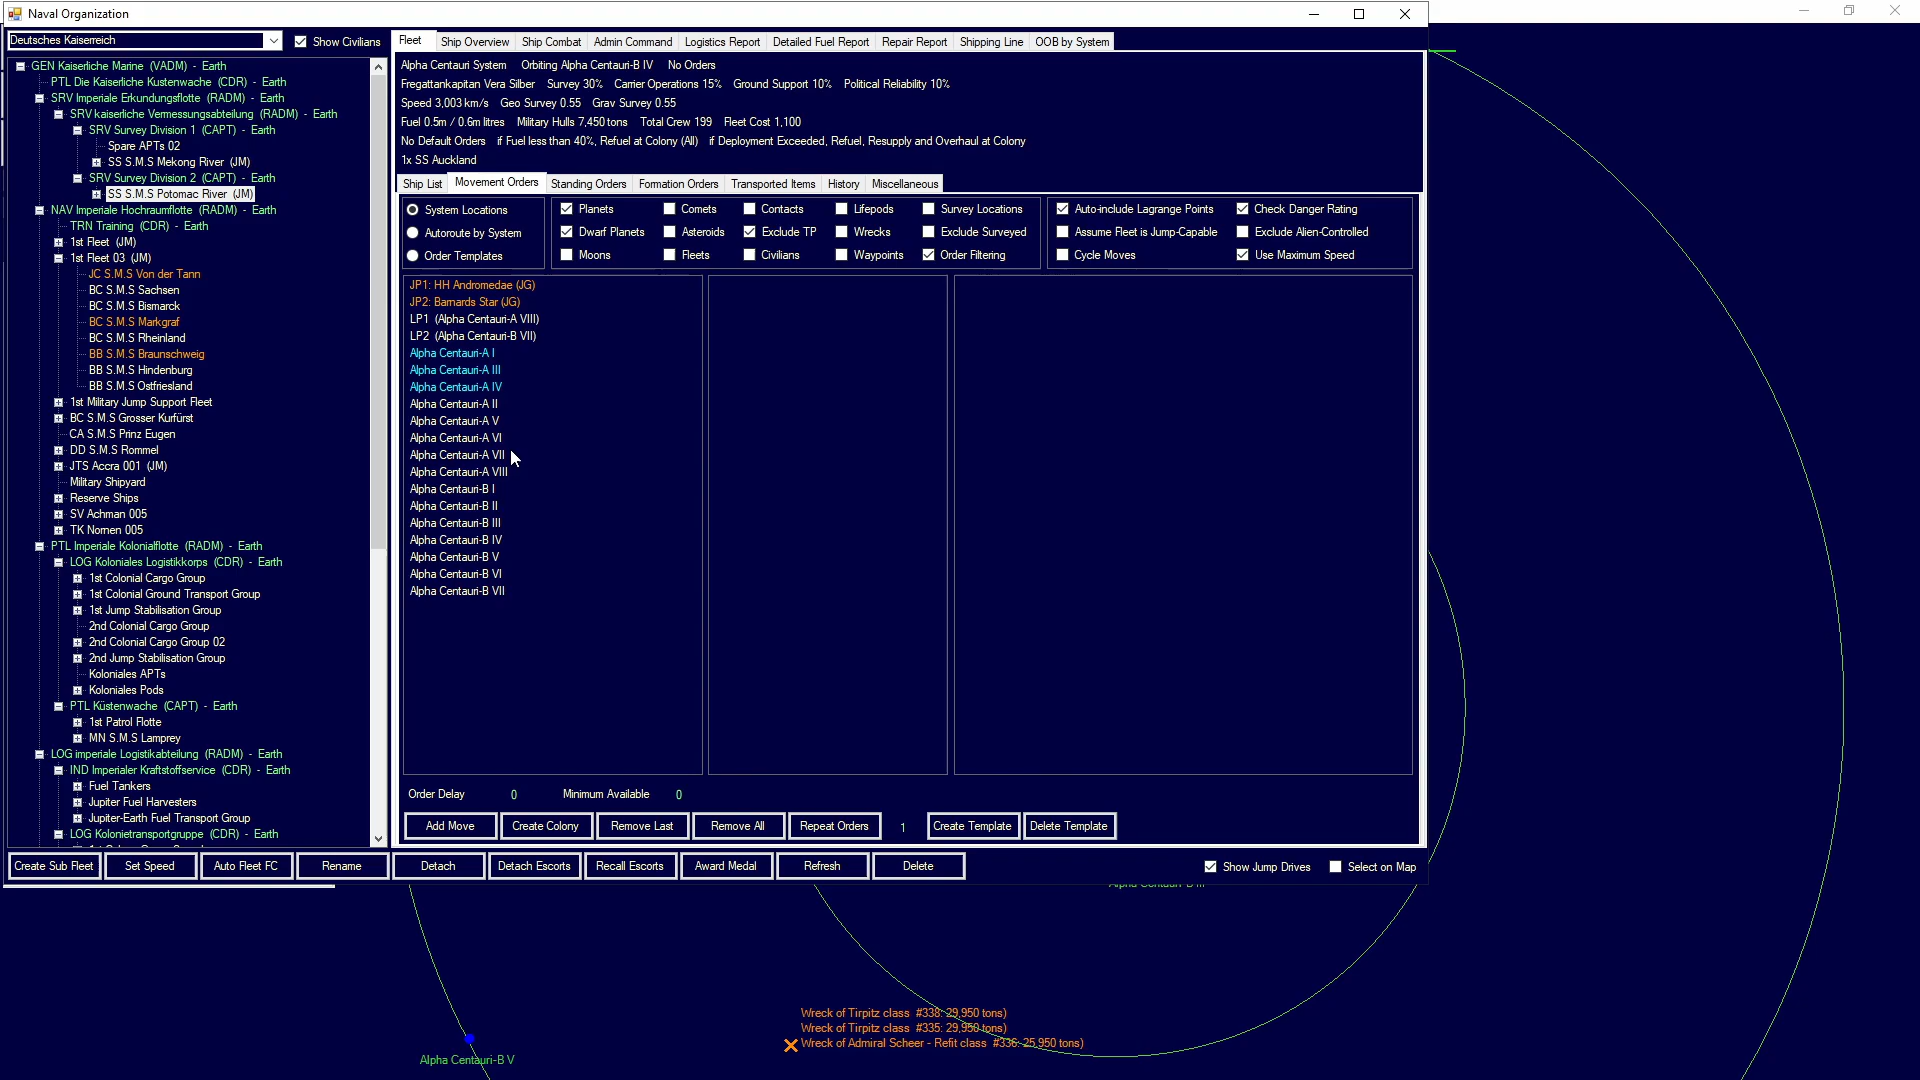 Naval Organization
Deutsches Kaiserreich
Show Civilians
GEN Kaiserliche Marine (VADM) - Earth
PTL Die Kaiserliche Kustenwache (CDR) - Earth
SRV Imperiale Erkundungsflotte (RADM) - Earth
SRV kaiserliche Vermessungsabteilung (RADM) - Earth
SRV Survey Division 1 (CAPT) - Earth
Spare APTs 02
SS S.M.S Mekong River (JM)
SRV Survey Division 2 (CAPT) - Earth
SS S.M.S Potomac River (JM)
NAV Imperiale Hochraumflotte (RADM) - Earth
TRN Training (CDR) - Earth
1st Fleet (JM)
1st Fleet 03 (JM)
JC S.M.S Von der Tann
BC S.M.S Sachsen
BC S.M.S Bismarck
BC S.M.S Markgraf
BC S.M.S Rheinland
BB S.M.S Braunschweig
BB S.M.S Hindenburg
BB S.M.S Ostfriesland
1st Military Jump Support Fleet
BC S.M.S Grosser Kurfürst
CA S.M.S Prinz Eugen
DD S.M.S Rommel
JTS Accra 001 (JM)
Military Shipyard
Reserve Ships
SV Achman 005
TK Nornen 005
PTL Imperiale Kolonialflotte (RADM) - Earth
LOG Koloniales Logistikkorps (CDR) - Earth
1st Colonial Cargo Group
1st Colonial Ground Transport Group
1st Jump Stabilisation Group
2nd Colonial Cargo Group
2nd Colonial Cargo Group 02
2nd Jump Stabilisation Group
Koloniales APTs
Koloniales Pods
PTL Küstenwache (CAPT) - Earth
1st Patrol Flotte
MN S.M.S Lamprey
LOG imperiale Logistikabteilung (RADM) - Earth
IND Imperialer Kraftstoffservice (CDR) - Earth
Fuel Tankers
Jupiter Fuel Harvesters
Jupiter-Earth Fuel Transport Group
LOG Kolonietransportgruppe (CDR) - Earth
Fleet Ship Overview Ship Combat Admin Command Logistics Report Detailed Fuel Report Repair Report Shipping Line OOB by System
Alpha Centauri System Orbiting Alpha Centauri-B IV No Orders
Fregattankapitan Vera Silber Survey 30% Carrier Operations 15% Ground Support 10% Political Reliability 10%
Speed 3,003 km/s Geo Survey 0.55 Grav Survey 0.55
Fuel 0.5m / 0.6m litres Military Hulls 7,450 tons Total Crew 199 Fleet Cost 1,100
No Default Orders if Fuel less than 40%, Refuel at Colony (All) if Deployment Exceeded, Refuel, Resupply and Overhaul at Colony
1x SS Auckland
Ship List Movement Orders Standing Orders Formation Orders Transported Items History Miscellaneous
System Locations Planets Comets Contacts Lifepods Survey Locations Auto-include Lagrange Points Check Danger Rating
Autoroute by System Dwarf Planets Asteroids Exclude TP Wrecks Exclude Surveyed Assume Fleet is Jump-Capable Exclude Alien-Controlled
Order Templates Moons Fleets Civilians Waypoints Order Filtering Cycle Moves Use Maximum Speed
JP1: HH Andromedae (JG)
JP2: Barnards Star (JG)
LP1 (Alpha Centauri-A VIII)
LP2 (Alpha Centauri-B VII)
Alpha Centauri-A I
Alpha Centauri-A III
Alpha Centauri-A IV
Alpha Centauri-A II
Alpha Centauri-A V
Alpha Centauri-A VI
Alpha Centauri-A VII
Alpha Centauri-A VIII
Alpha Centauri-B I
Alpha Centauri-B II
Alpha Centauri-B III
Alpha Centauri-B IV
Alpha Centauri-B V
Alpha Centauri-B VI
Alpha Centauri-B VII
Order Delay 0 Minimum Available 0
Add Move Create Colony Remove Last Remove All Repeat Orders 1 Create Template Delete Template
Create Sub Fleet Set Speed Auto Fleet FC Rename Detach Detach Escorts Recall Escorts Award Medal Refresh Delete Show Jump Drives Select on Map
Wreck of Tirpitz class #338: 29,950 tons)
Wreck of Tirpitz class #335: 29,950 tons)
Wreck of Admiral Scheer - Refit class #336: 25,950 tons)
Alpha Centauri-B V